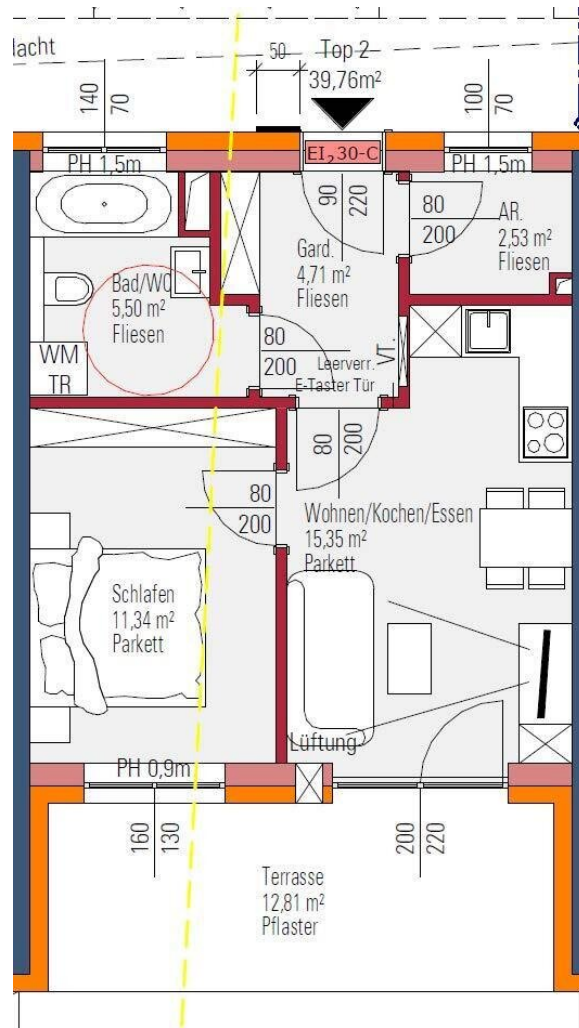 lacht
50
Top 2
39,76m²
140
70
100
70
PH 1,5m
EI₂30-C
PH 1,5m
90
220
80
200
AR.
2,53 m²
Fliesen
Gard.
4,71 m²
Fliesen
Bad/WC
5,50 m²
Fliesen
80
200
Leerverr.
E-Taster Tür
VT.
WM
TR
80
200
80
200
Wohnen/Kochen/Essen
15,35 m²
Parkett
Schlafen
11,34 m²
Parkett
Lüftung
PH 0,9m
160
130
200
220
Terrasse
12,81 m²
Pflaster